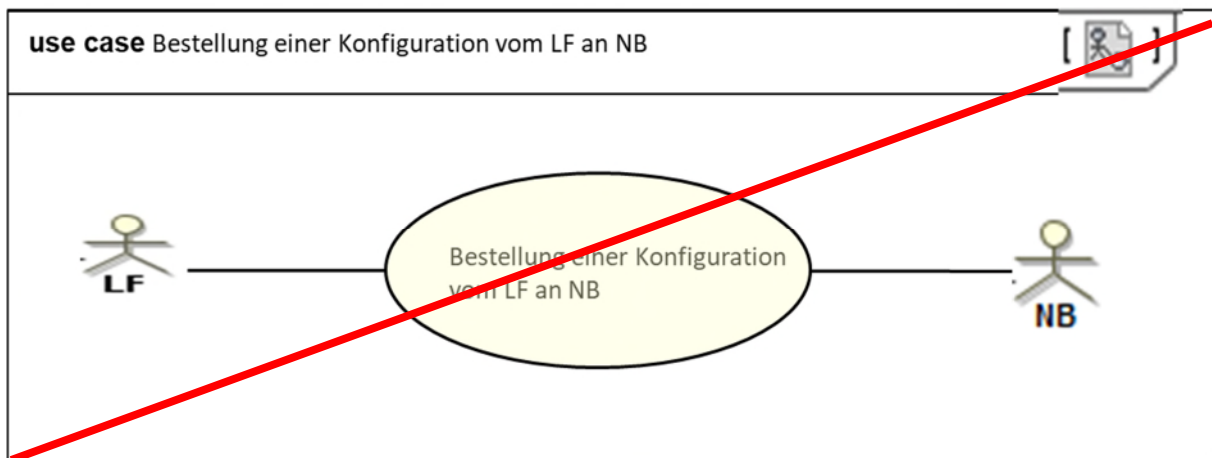 use case Bestellung einer Konfiguration vom LF an NB
[ ]
Bestellung einer Konfiguration
vom LF an NB
LF
NB